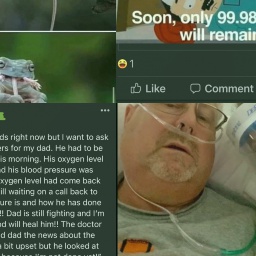 Soon, only 99.98
will remain
1
Like
Comment
ds right now but I want to ask
ers for my dad. He had to be
is morning. His oxygen level
nd his blood pressure was
xygen level had come back
ill waiting on a call back to
ure is and how he has done
!! Dad is still fighting and I'm
d will heal him!! The doctor
d dad the news about the
a bit upset but he looked at